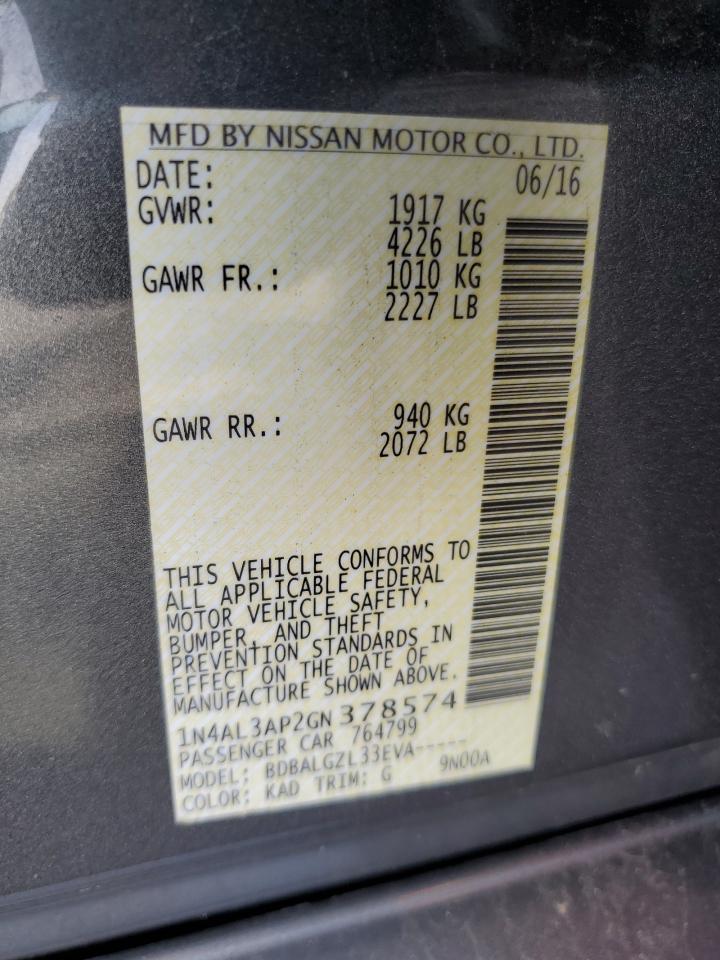 MFD BY NISSAN MOTOR CO., LTD.
DATE: 06/16
GVWR: 1917 KG
4226 LB
GAWR FR.: 1010 KG
2227 LB
GAWR RR.: 940 KG
2072 LB
THIS VEHICLE CONFORMS TO
ALL APPLICABLE FEDERAL
MOTOR VEHICLE SAFETY,
BUMPER, AND THEFT
PREVENTION STANDARDS IN
EFFECT ON THE DATE OF
MANUFACTURE SHOWN ABOVE.
1N4AL3AP2GN378574
PASSENGER CAR 764799
MODEL: BDBALGZL33EVA-----
COLOR: KAD TRIM: G 9N00A